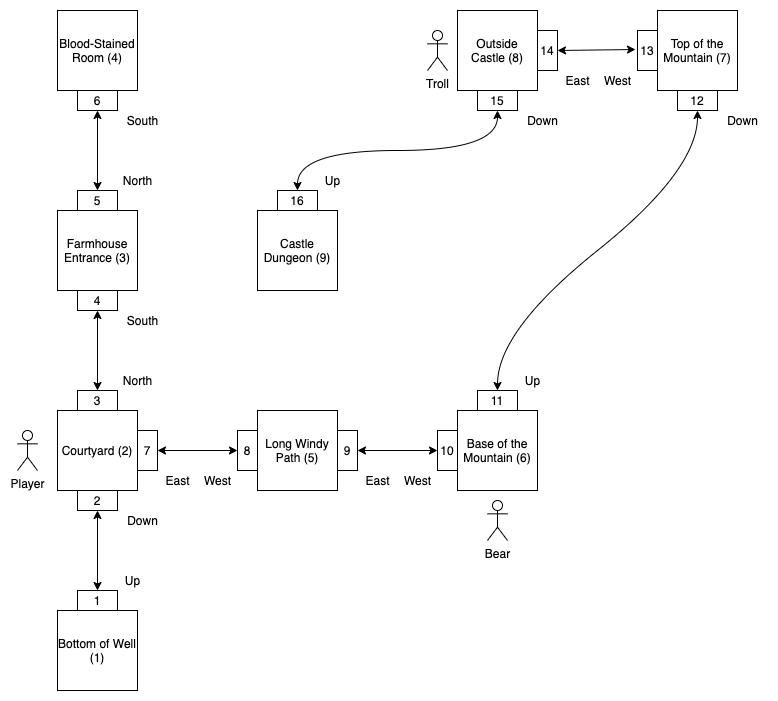 Blood-Stained
Room (4)
6
South
North
5
Farmhouse
Entrance (3)
4
South
North
3
Courtyard (2)
7
Player
East
2
Down
Up
1
Bottom of Well
(1)
West
8
Long Windy
Path (5)
9
East
West
10
Base of the
Mountain (6)
11
Up
Bear
Troll
Outside
Castle (8)
14
East
15
Down
Up
16
Castle
Dungeon (9)
West
13
Top of the
Mountain (7)
12
Down